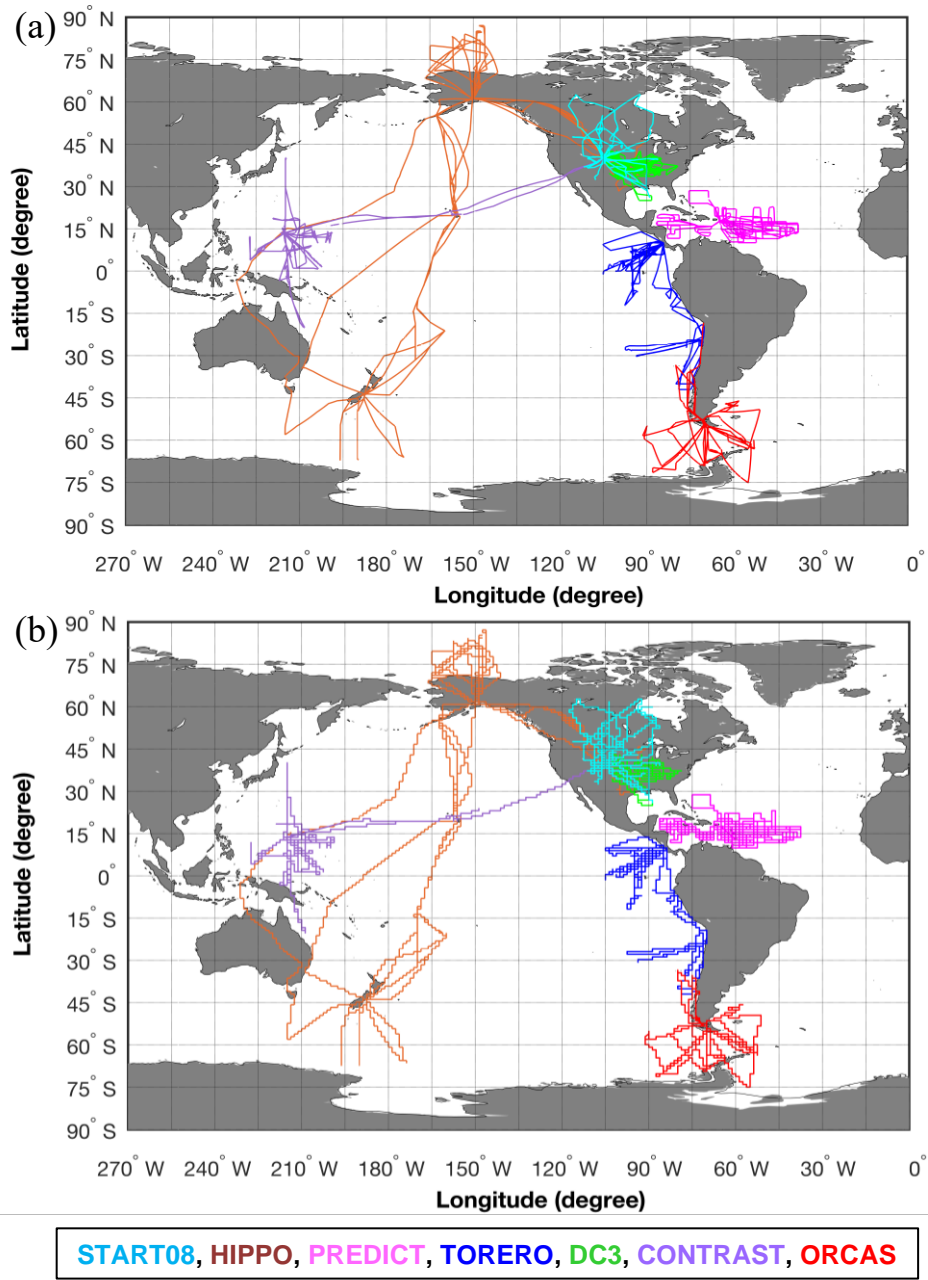 (a)
90° N
75° N
60° N
45° N
30° N
15° N
0°
15° S
30° S
45° S
60° S
75° S
90° S
Latitude (degree)
270° W 240° W 210° W 180° W 150° W 120° W 90° W 60° W 30° W 0°
Longitude (degree)
(b)
90° N
75° N
60° N
45° N
30° N
15° N
0°
15° S
30° S
45° S
60° S
75° S
90° S
Latitude (degree)
270° W 240° W 210° W 180° W 150° W 120° W 90° W 60° W 30° W 0°
Longitude (degree)
START08, HIPPO, PREDICT, TORERO, DC3, CONTRAST, ORCAS